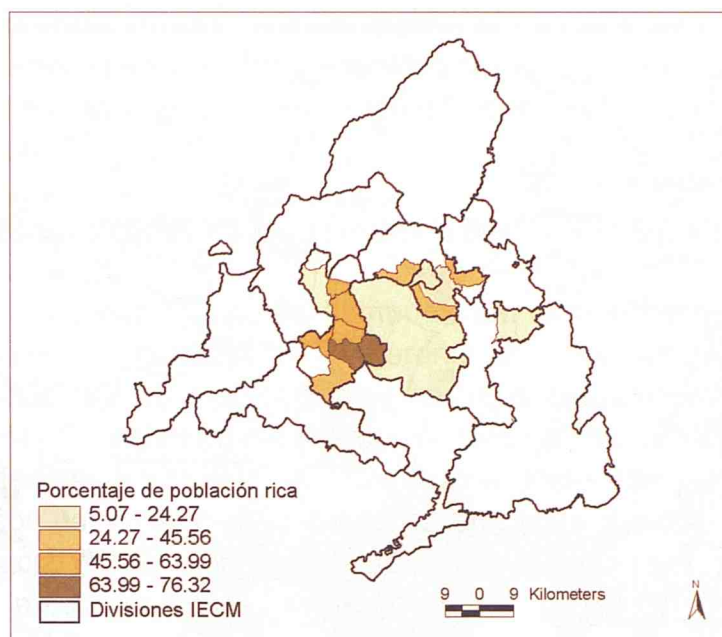 Porcentaje de población rica
5.07 - 24.27
24.27 - 45.56
45.56 - 63.99
63.99 - 76.32
Divisiones IECM
9 0 9 Kilometers
N